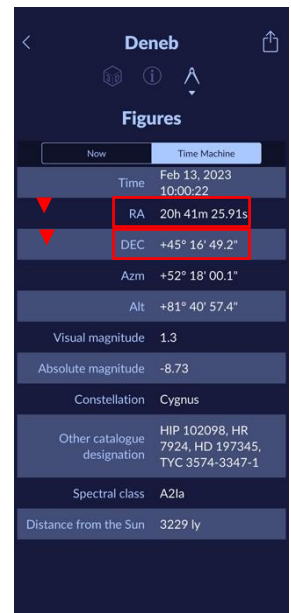 Deneb
Figures
Now Time Machine
Time Feb 13, 2023
10:00:22
RA 20h 41m 25.91s
DEC +45° 16' 49.2"
Azm +52° 18' 00.1"
Alt +81° 40' 57.4"
Visual magnitude 1.3
Absolute magnitude -8.73
Constellation Cygnus
Other catalogue designation HIP 102098, HR
7924, HD 197345,
TYC 3574-3347-1
Spectral class A2Ia
Distance from the Sun 3229 ly